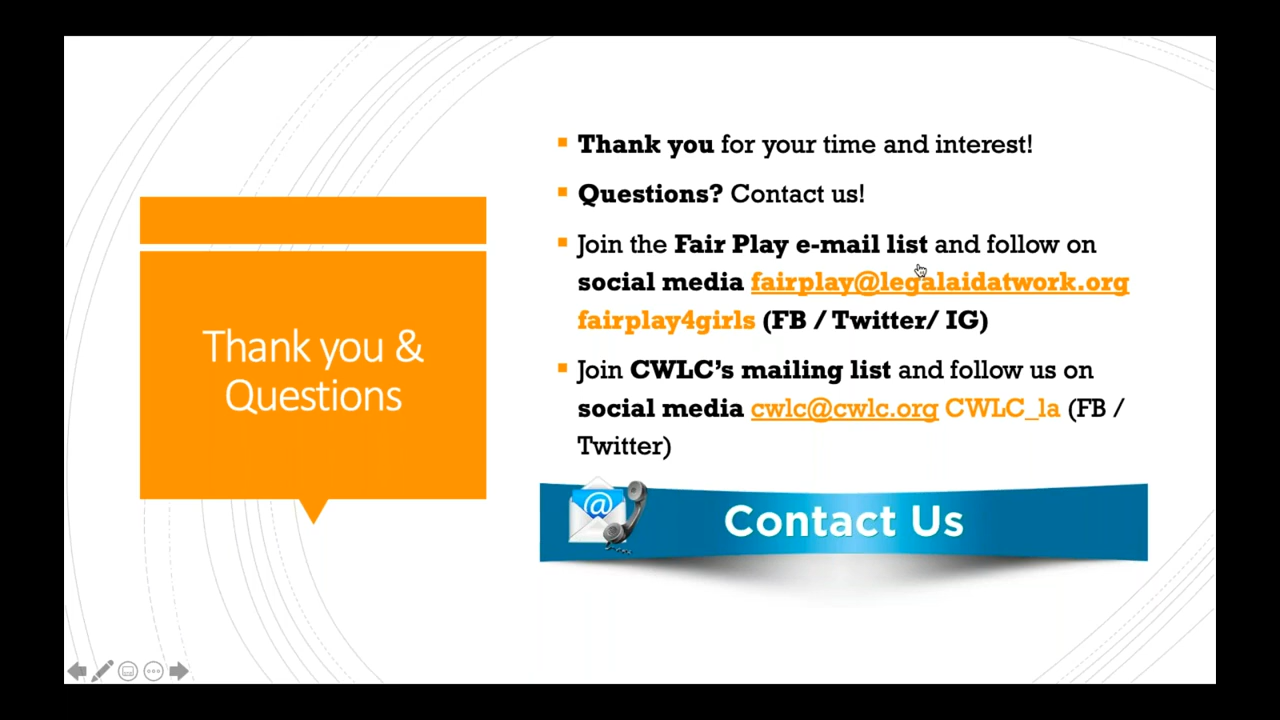 Thank you &
Questions
Thank you for your time and interest!
Questions? Contact us!
Join the Fair Play e-mail list and follow on
social media fairplay@legalaidatwork.org
fairplay4girls (FB / Twitter/ IG)
Join CWLC’s mailing list and follow us on
social media cwlc@cwlc.org CWLC_la (FB /
Twitter)
@
Contact Us